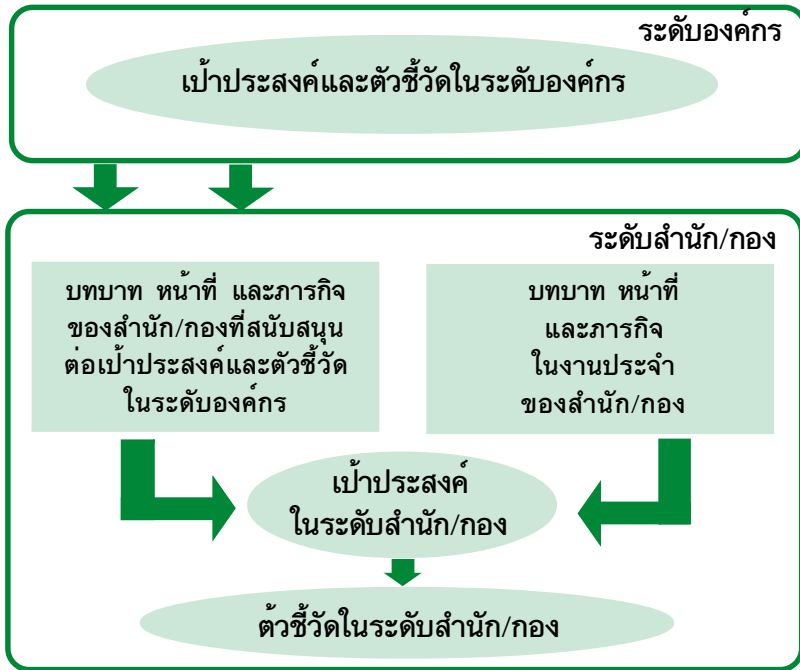 ระดับองค์กร
เป้าประสงค์และตัวชี้วัดในระดับองค์กร
ระดับสำนัก/กอง
บทบาท หน้าที่ และภารกิจ
ของสำนัก/กองที่สนับสนุน
ต่อเป้าประสงค์และตัวชี้วัด
ในระดับองค์กร
บทบาท หน้าที่
และภารกิจ
ในงานประจำ
ของสำนัก/กอง
เป้าประสงค์
ในระดับสำนัก/กอง
ต้วชี้วัดในระดับสำนัก/กอง